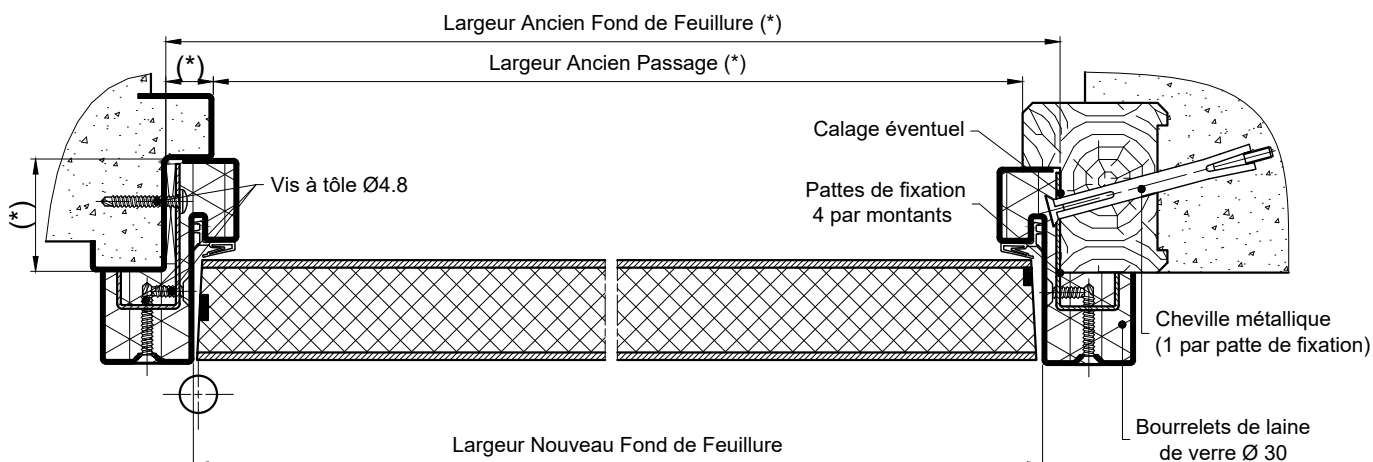 Largeur Ancien Fond de Feuillure (*)
(*)
Largeur Ancien Passage (*)
Calage éventuel
Vis à tôle Ø4.8
Pattes de fixation
4 par montants
(*)
Cheville métallique
(1 par patte de fixation)
Bourrelets de laine
de verre Ø 30
Largeur Nouveau Fond de Feuillure